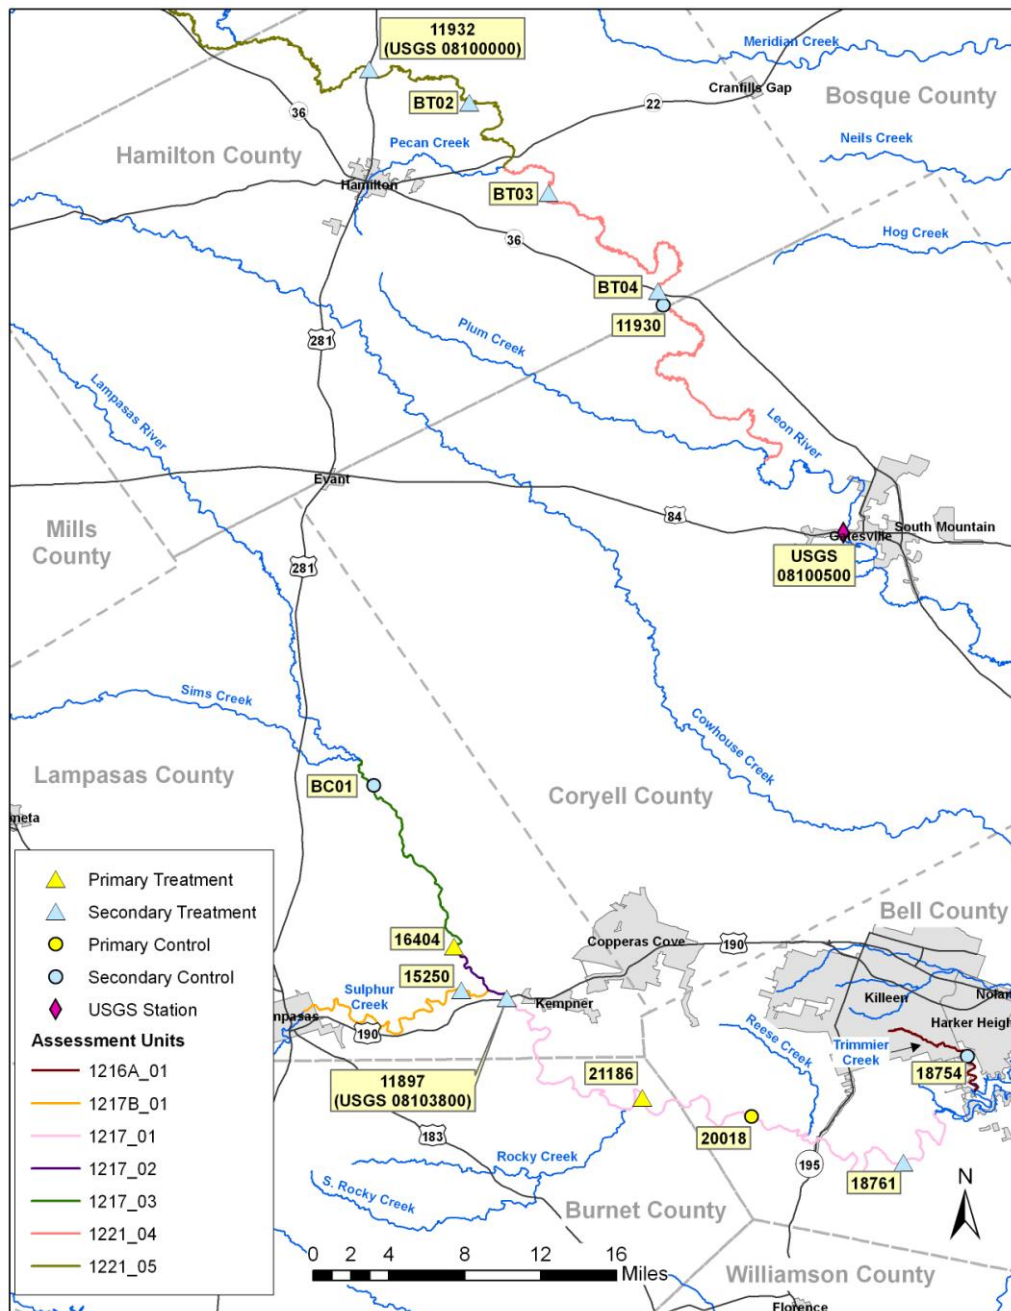 11932
(USGS 08100000)
Meridian Creek
Cranfills Gap
Bosque County
BT02
22
36
Neils Creek
Pecan Creek
Hamilton County
Hamilton
BT03
36
Hog Creek
BT04
11930
Plum Creek
281
Lampasas River
Leon River
Evant
Mills
County
84
South Mountain
Gatesville
USGS
08100500
281
Sims Creek
Cowhouse Creek
Lampasas County
BC01
Coryell County
meta
Primary Treatment
Secondary Treatment
Primary Control
Secondary Control
USGS Stations
Assessment Units
1216A_01
1217B_01
1217_01
1217_02
1217_03
1221_04
1221_05
Bell County
16404
Copperas Cove
190
15250
Sulphur
Creek
Kempner
Killeen
Nolan
mpasas
190
Harker Heigh
Reese Creek
Trimmier
Creek
11897
(USGS 08103800)
21186
18754
20018
183
Rocky Creek
195
18761
S. Rocky Creek
N
Burnet County
0 2 4 8 12 16
Miles
Williamson County
Florence